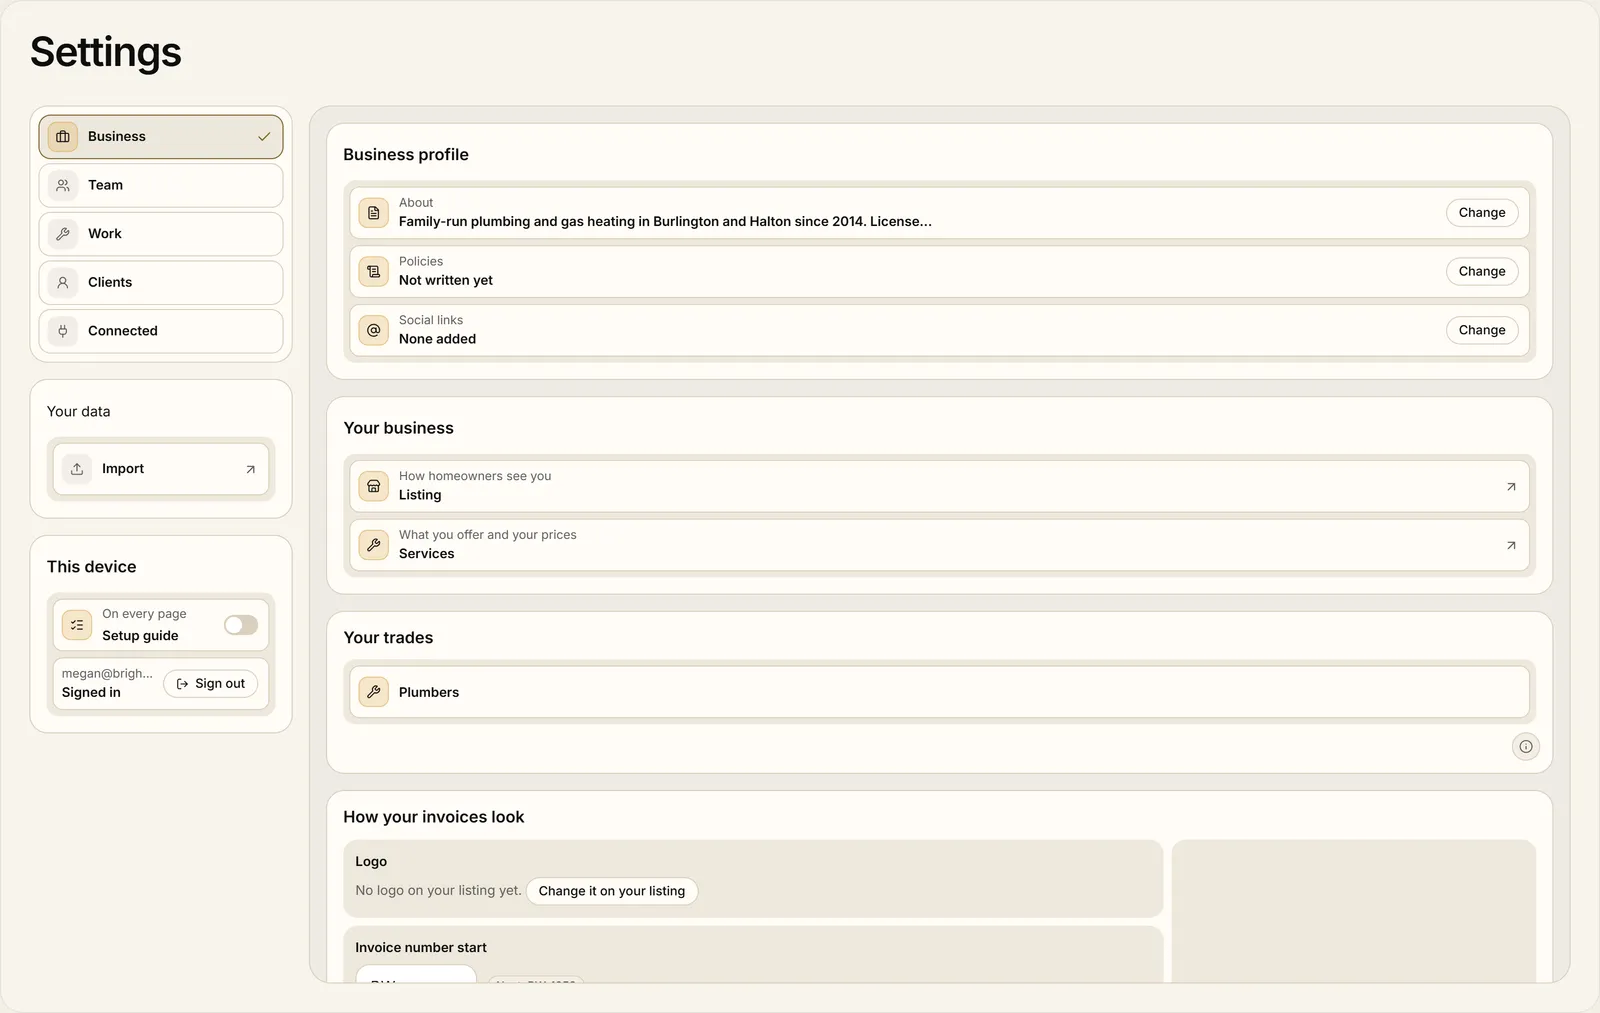 Settings
Business
Team
Work
Clients
Connected
Your data
Import
This device
On every page
Setup guide
megan@brigh...
Signed in
Sign out
Business profile
About
Family-run plumbing and gas heating in Burlington and Halton since 2014. License...
Change
Policies
Not written yet
Change
Social links
None added
Change
Your business
How homeowners see you
Listing
What you offer and your prices
Services
Your trades
Plumbers
How your invoices look
Logo
No logo on your listing yet.
Change it on your listing
Invoice number start